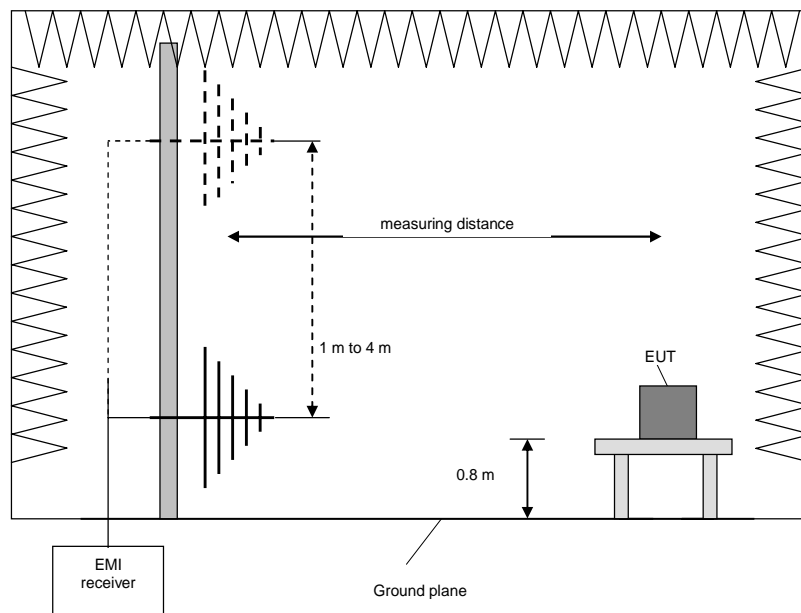 measuring distance
1 m to 4 m
EUT
0.8 m
EMI
receiver
Ground plane